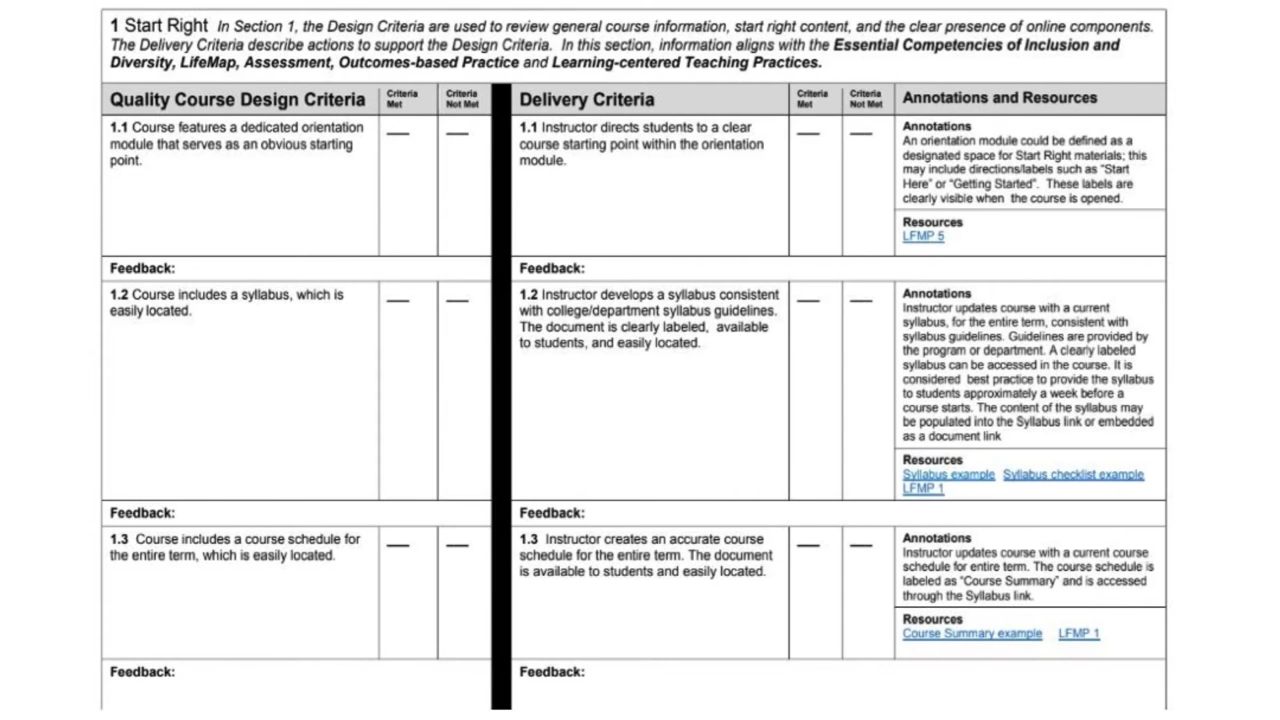 1 Start Right In Section 1, the Design Criteria are used to review general course information, start right content, and the clear presence of online components.
The Delivery Criteria describe actions to support the Design Criteria. In this section, information aligns with the Essential Competencies of Inclusion and
Diversity, LifeMap, Assessment, Outcomes-based Practice and Learning-centered Teaching Practices.
Quality Course Design Criteria
Criteria
Met
Criteria
Not Met
Delivery Criteria
Criteria
Met
Criteria
Not Met
Annotations and Resources
1.1 Course features a dedicated orientation
module that serves as an obvious starting
point.
1.1 Instructor directs students to a clear
course starting point within the orientation
module.
Annotations
An orientation module could be defined as a
designated space for Start Right materials; this
may include directions/labels such as "Start
Here" or "Getting Started". These labels are
clearly visible when the course is opened.
Resources
LFMP 5
Feedback:
Feedback:
1.2 Course includes a syllabus, which is
easily located.
1.2 Instructor develops a syllabus consistent
with college/department syllabus guidelines.
The document is clearly labeled, available
to students, and easily located.
Annotations
Instructor updates course with a current
syllabus, for the entire term, consistent with
syllabus guidelines. Guidelines are provided by
the program or department. A clearly labeled
syllabus can be accessed in the course. It is
considered best practice to provide the syllabus
to students approximately a week before a
course starts. The content of the syllabus may
be populated into the Syllabus link or embedded
as a document link
Resources
Syllabus example Syllabus checklist example
LFMP 1
Feedback:
Feedback:
1.3 Course includes a course schedule for
the entire term, which is easily located.
1.3 Instructor creates an accurate course
schedule for the entire term. The document
is available to students and easily located.
Annotations
Instructor updates course with a current course
schedule for entire term. The course schedule is
labeled as "Course Summary" and is accessed
through the Syllabus link.
Resources
Course Summary example LFMP 1
Feedback:
Feedback: